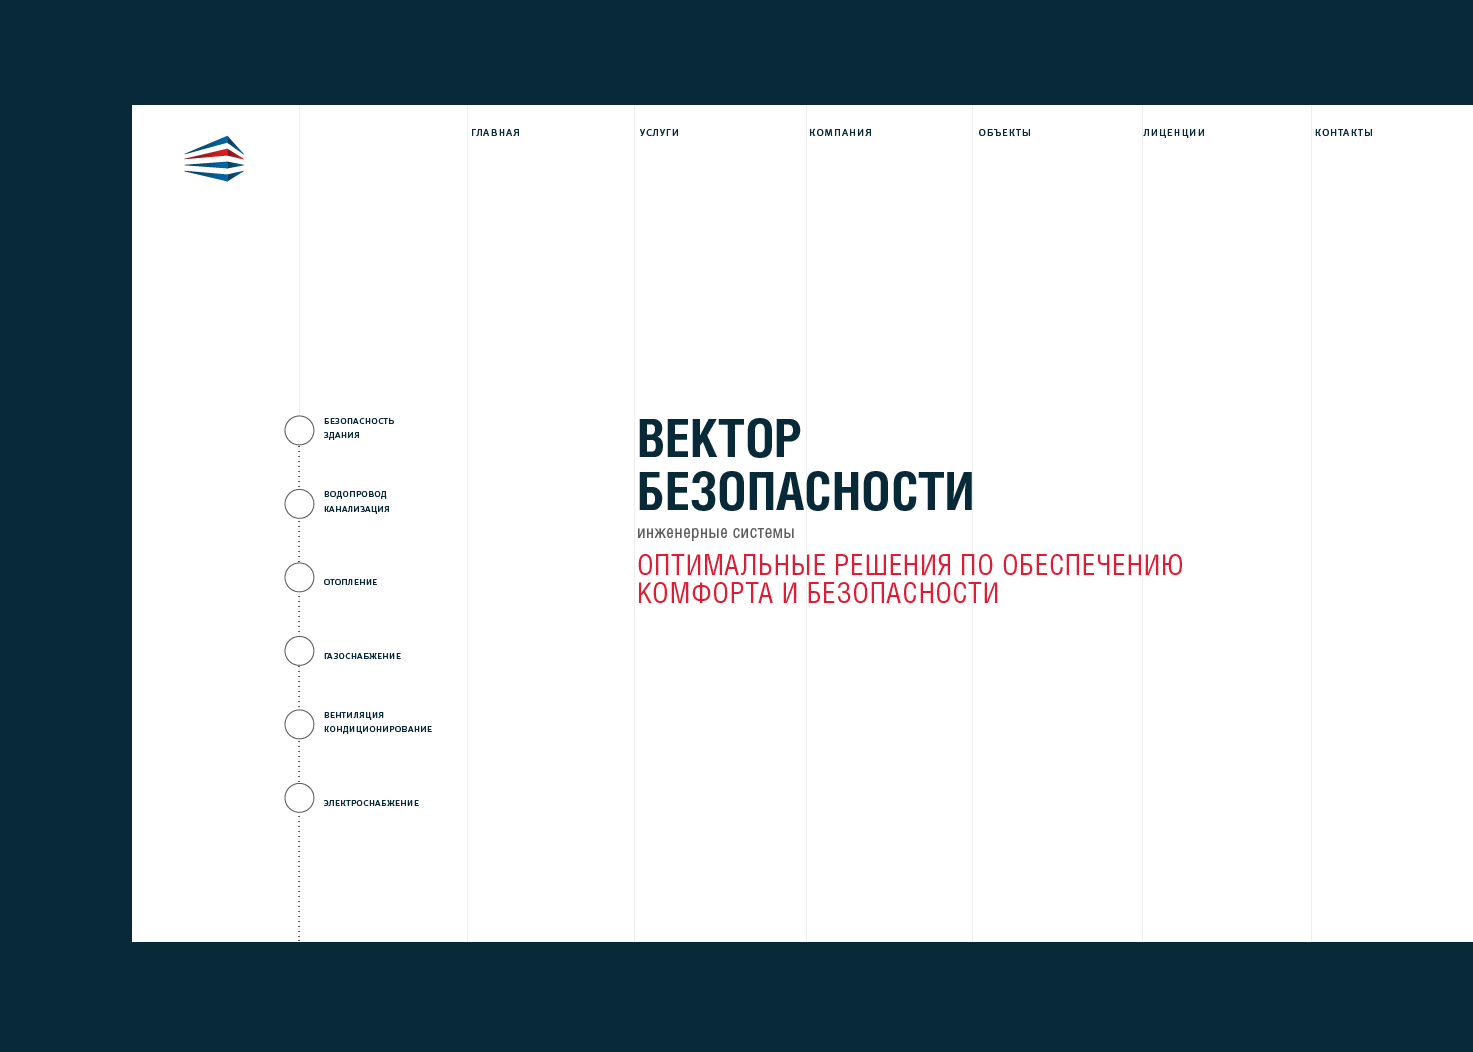 ГЛАВНАЯ
УСЛУГИ
КОМПАНИЯ
ОБЪЕКТЫ
ЛИЦЕНЦИИ
КОНТАКТЫ
БЕЗОПАСНОСТЬ
ЗДАНИЯ
ВОДОПРОВОД
КАНАЛИЗАЦИЯ
ОТОПЛЕНИЕ
ГАЗОСНАБЖЕНИЕ
ВЕНТИЛЯЦИЯ
КОНДИЦИОНИРОВАНИЕ
ЭЛЕКТРОСНАБЖЕНИЕ
ВЕКТОР
БЕЗОПАСНОСТИ
инженерные системы
ОПТИМАЛЬНЫЕ РЕШЕНИЯ ПО ОБЕСПЕЧЕНИЮ
КОМФОРТА И БЕЗОПАСНОСТИ